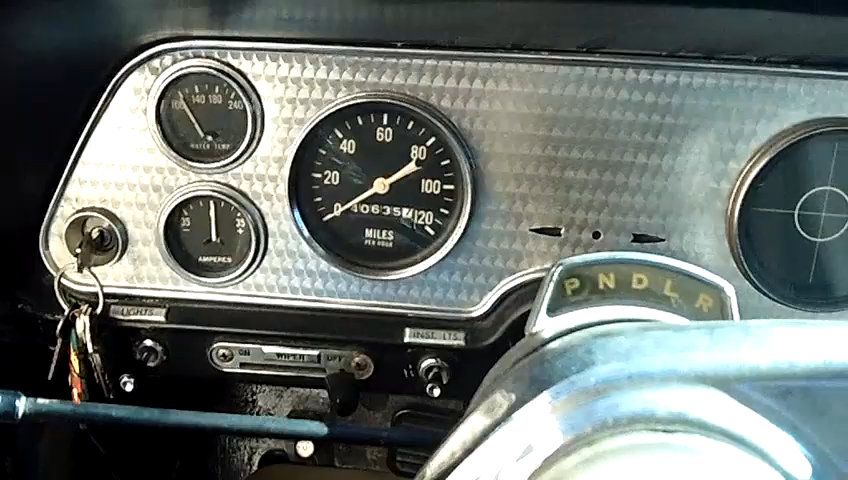 100 140 180 240
WATER TEMP
35 35
- +
AMPERES
0 20 40 60 80 100 120
40635
MILES
PER HOUR
P N D L R
LIGHTS
ON WIPER OFF
INST. LTS.